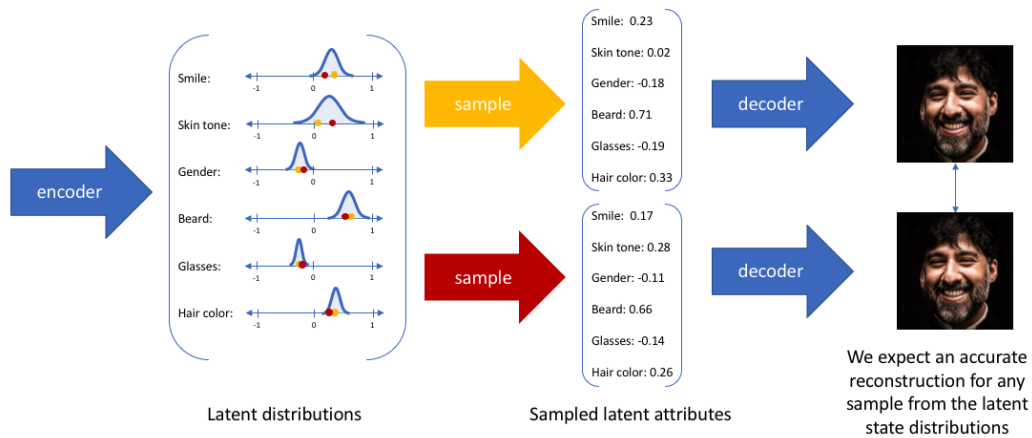 encoder
Smile:
-1 0 1
Skin tone:
-1 0 1
Gender:
-1 0 1
Beard:
-1 0 1
Glasses:
-1 0 1
Hair color:
-1 0 1
Latent distributions
sample
Smile: 0.23
Skin tone: 0.02
Gender: -0.18
Beard: 0.71
Glasses: -0.19
Hair color: 0.33
decoder
sample
Smile: 0.17
Skin tone: 0.28
Gender: -0.11
Beard: 0.66
Glasses: -0.14
Hair color: 0.26
decoder
Sampled latent attributes
We expect an accurate
reconstruction for any
sample from the latent
state distributions